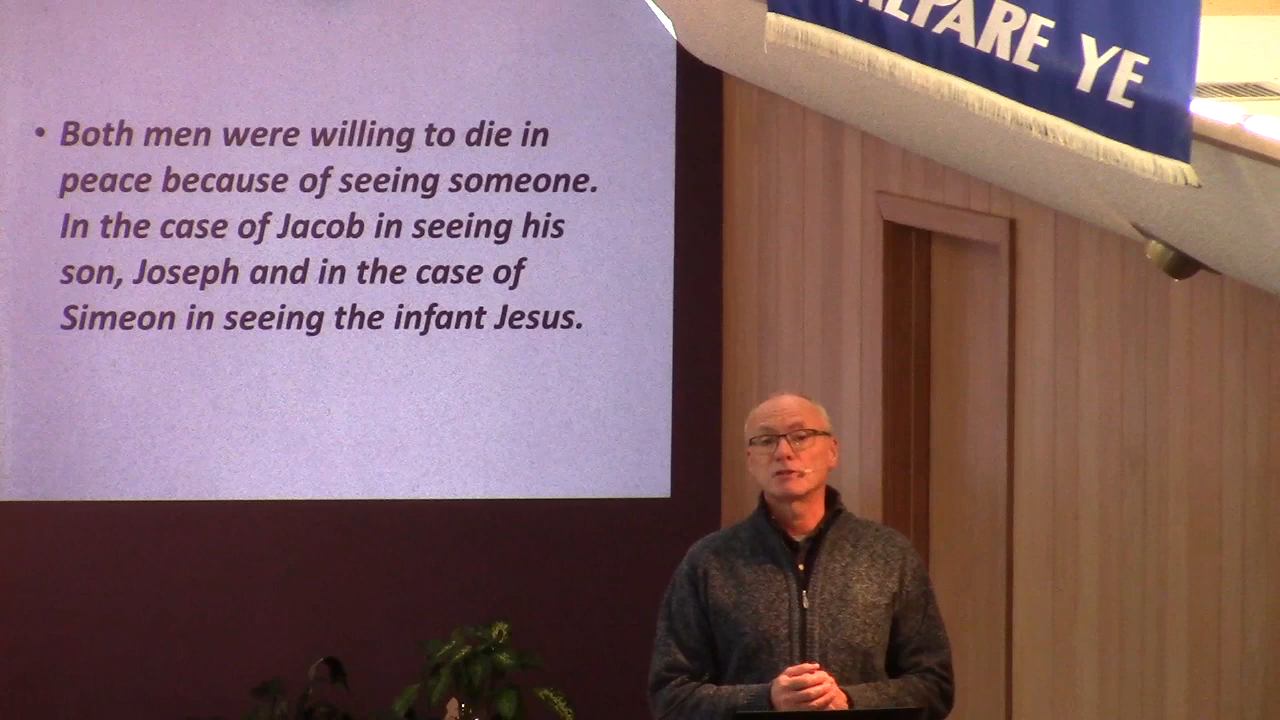 • Both men were willing to die in
peace because of seeing someone.
In the case of Jacob in seeing his
son, Joseph and in the case of
Simeon in seeing the infant Jesus.
YE